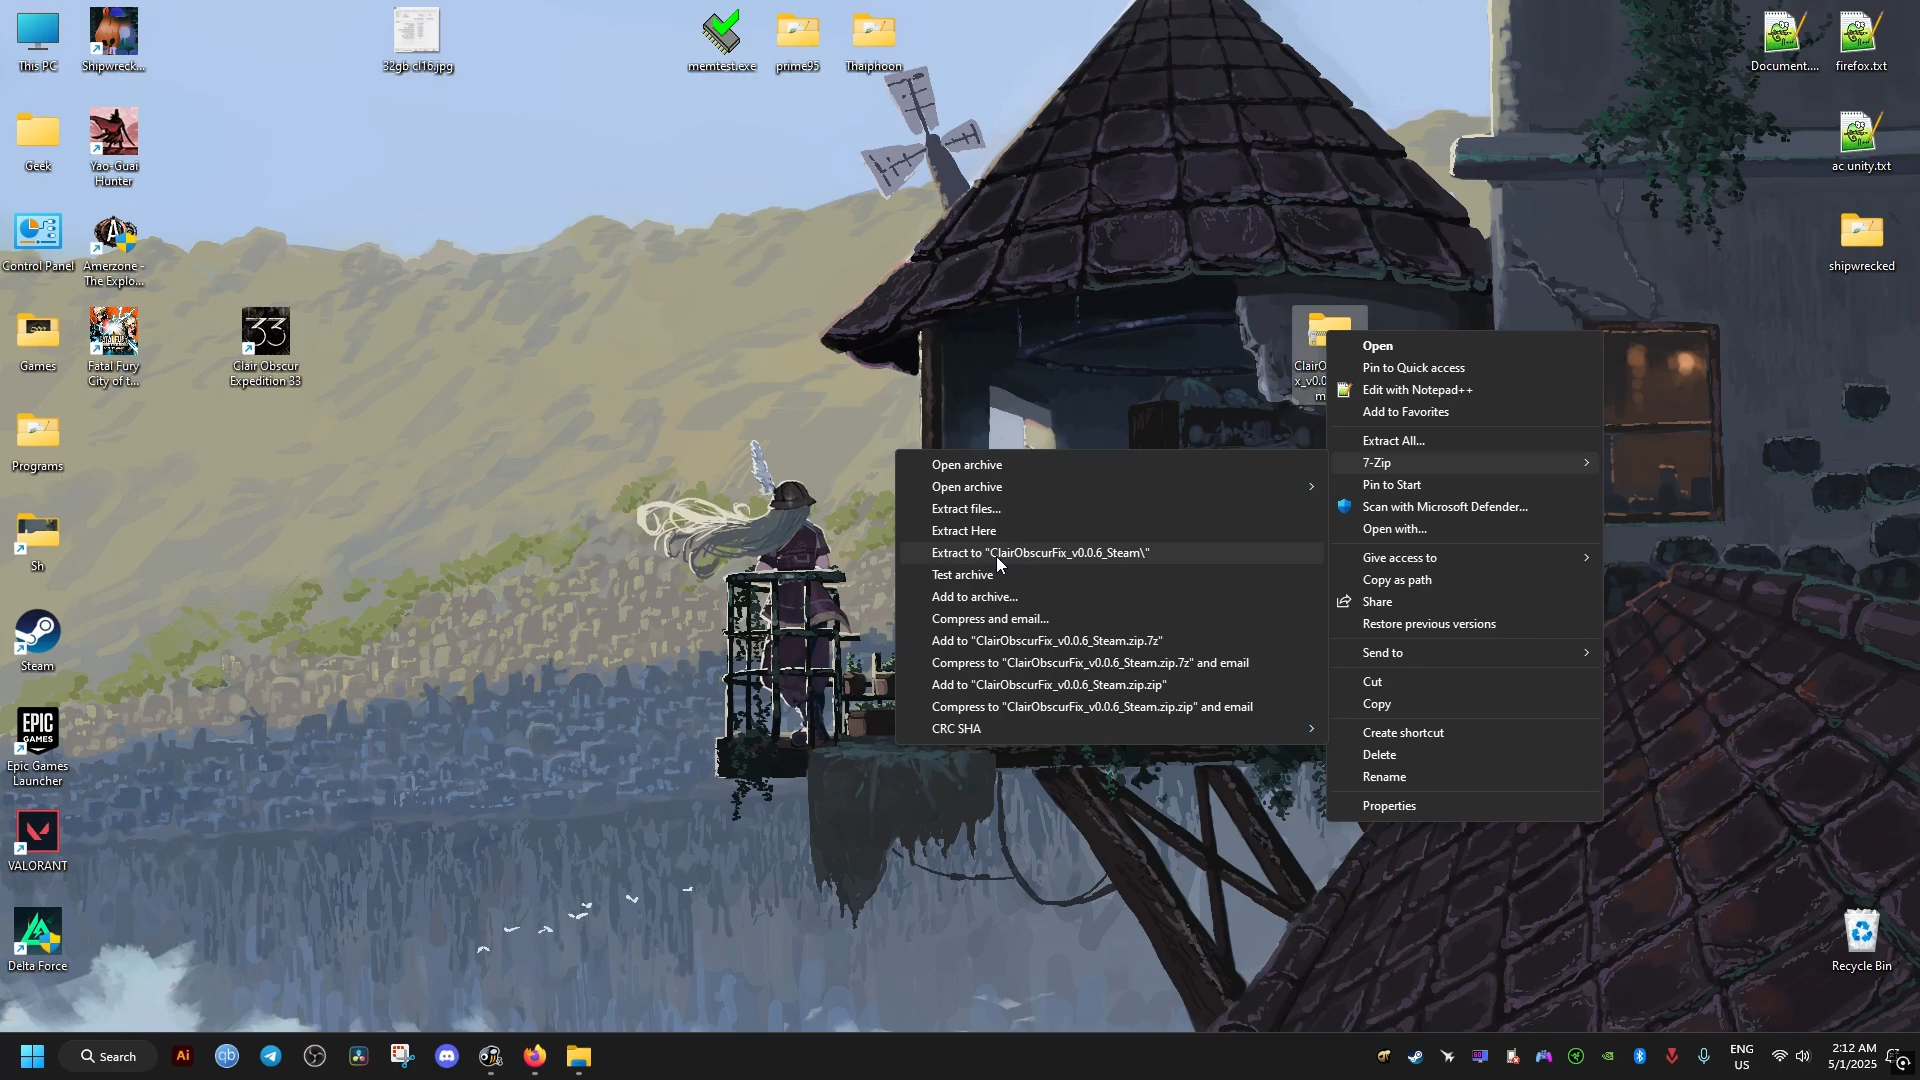 This PC
Shipwreck...
32gb cl16.jpg
memtest.exe
prime95
Thaiphoon
Document....
firefox.txt
Geek
Yao-Guai
Hunter
ac unity.txt
Control Panel
Amerzone -
The Explo...
shipwrecked
Games
Fatal Fury
City of t...
33
Clair Obscur
Expedition 33
ClairO
x_v0.0
m
Programs
Sh
Steam
EPIC
GAMES
Epic Games
Launcher
VALORANT
Delta Force
Recycle Bin
Open
Pin to Quick access
Edit with Notepad++
Add to Favorites
Extract All...
7-Zip
Pin to Start
Scan with Microsoft Defender...
Open with...
Give access to
Copy as path
Share
Restore previous versions
Send to
Cut
Copy
Create shortcut
Delete
Rename
Properties
Open archive
Open archive
Extract files...
Extract Here
Extract to "ClairObscurFix_v0.0.6_Steam\"
Test archive
Add to archive...
Compress and email...
Add to "ClairObscurFix_v0.0.6_Steam.zip.7z"
Compress to "ClairObscurFix_v0.0.6_Steam.zip.7z" and email
Add to "ClairObscurFix_v0.0.6_Steam.zip.zip"
Compress to "ClairObscurFix_v0.0.6_Steam.zip.zip" and email
CRC SHA
Search
Ai
qb
ENG
US
2:12 AM
5/1/2025